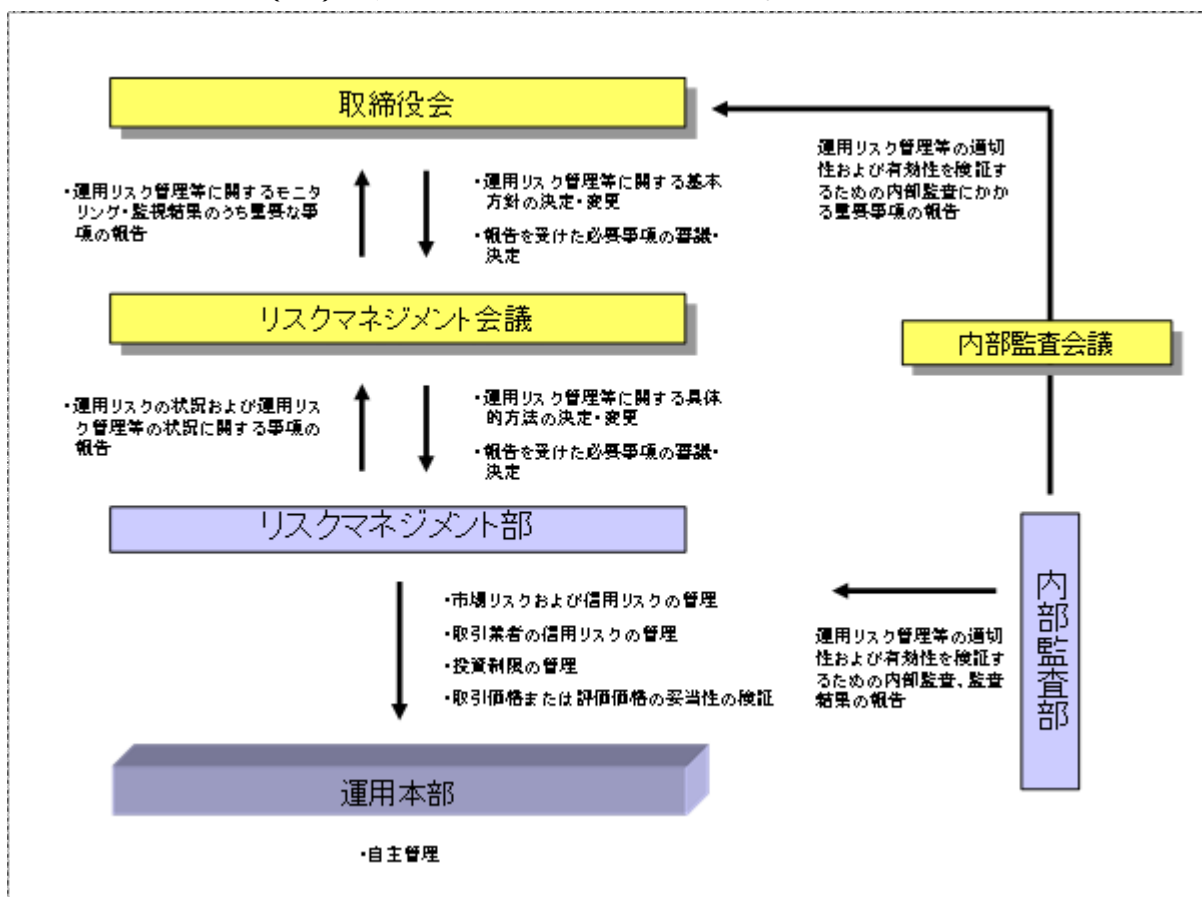 取締役会
・運用リスク管理等に関するモニ
タリング・監視結果のうち重要な事
項の報告
・運用リスク管理等に関する基本
方針の決定・変更
・報告を受けた必要事項の審議・
決定
運用リスク管理等の適切
性および有効性を検証す
るための内部監査にかか
る重要事項の報告
リスクマネジメント会議
内部監査会議
・運用リスクの状況および運用リス
ク管理等の状況に関する事項の
報告
・運用リスク管理等に関する具体
的方法の決定・変更
・報告を受けた必要事項の審議・
決定
リスクマネジメント部
内部監査部
・市場リスクおよび信用リスクの管理
・取引業者の信用リスクの管理
・投資制限の管理
・取引価格または評価価格の妥当性の検証
運用リスク管理等の適切
性および有効性を検証す
るための内部監査、監査
結果の報告
運用本部
・自主管理